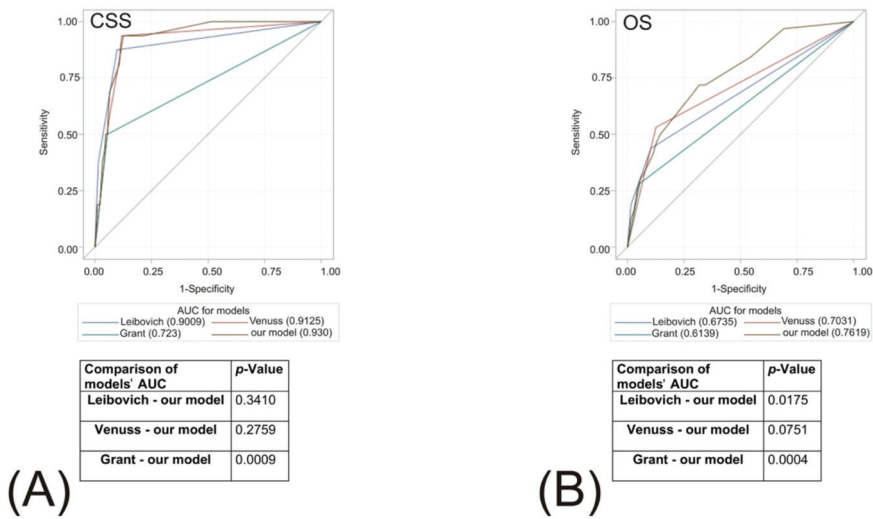 CSS
1.00
0.75
0.50
0.25
0.00
Sensitivity
0.00 0.25 0.50 0.75 1.00
1-Specificity
AUC for models
Leibovich (0.9009) Venuss (0.9125)
Grant (0.723) our model (0.930)
Comparison of models' AUC p-Value
Leibovich - our model 0.3410
Venuss - our model 0.2759
Grant - our model 0.0009
(A)
OS
1.00
0.75
0.50
0.25
0.00
Sensitivity
0.00 0.25 0.50 0.75 1.00
1-Specificity
AUC for models
Leibovich (0.6735) Venuss (0.7031)
Grant (0.6139) our model (0.7619)
Comparison of models' AUC p-Value
Leibovich - our model 0.0175
Venuss - our model 0.0751
Grant - our model 0.0004
(B)